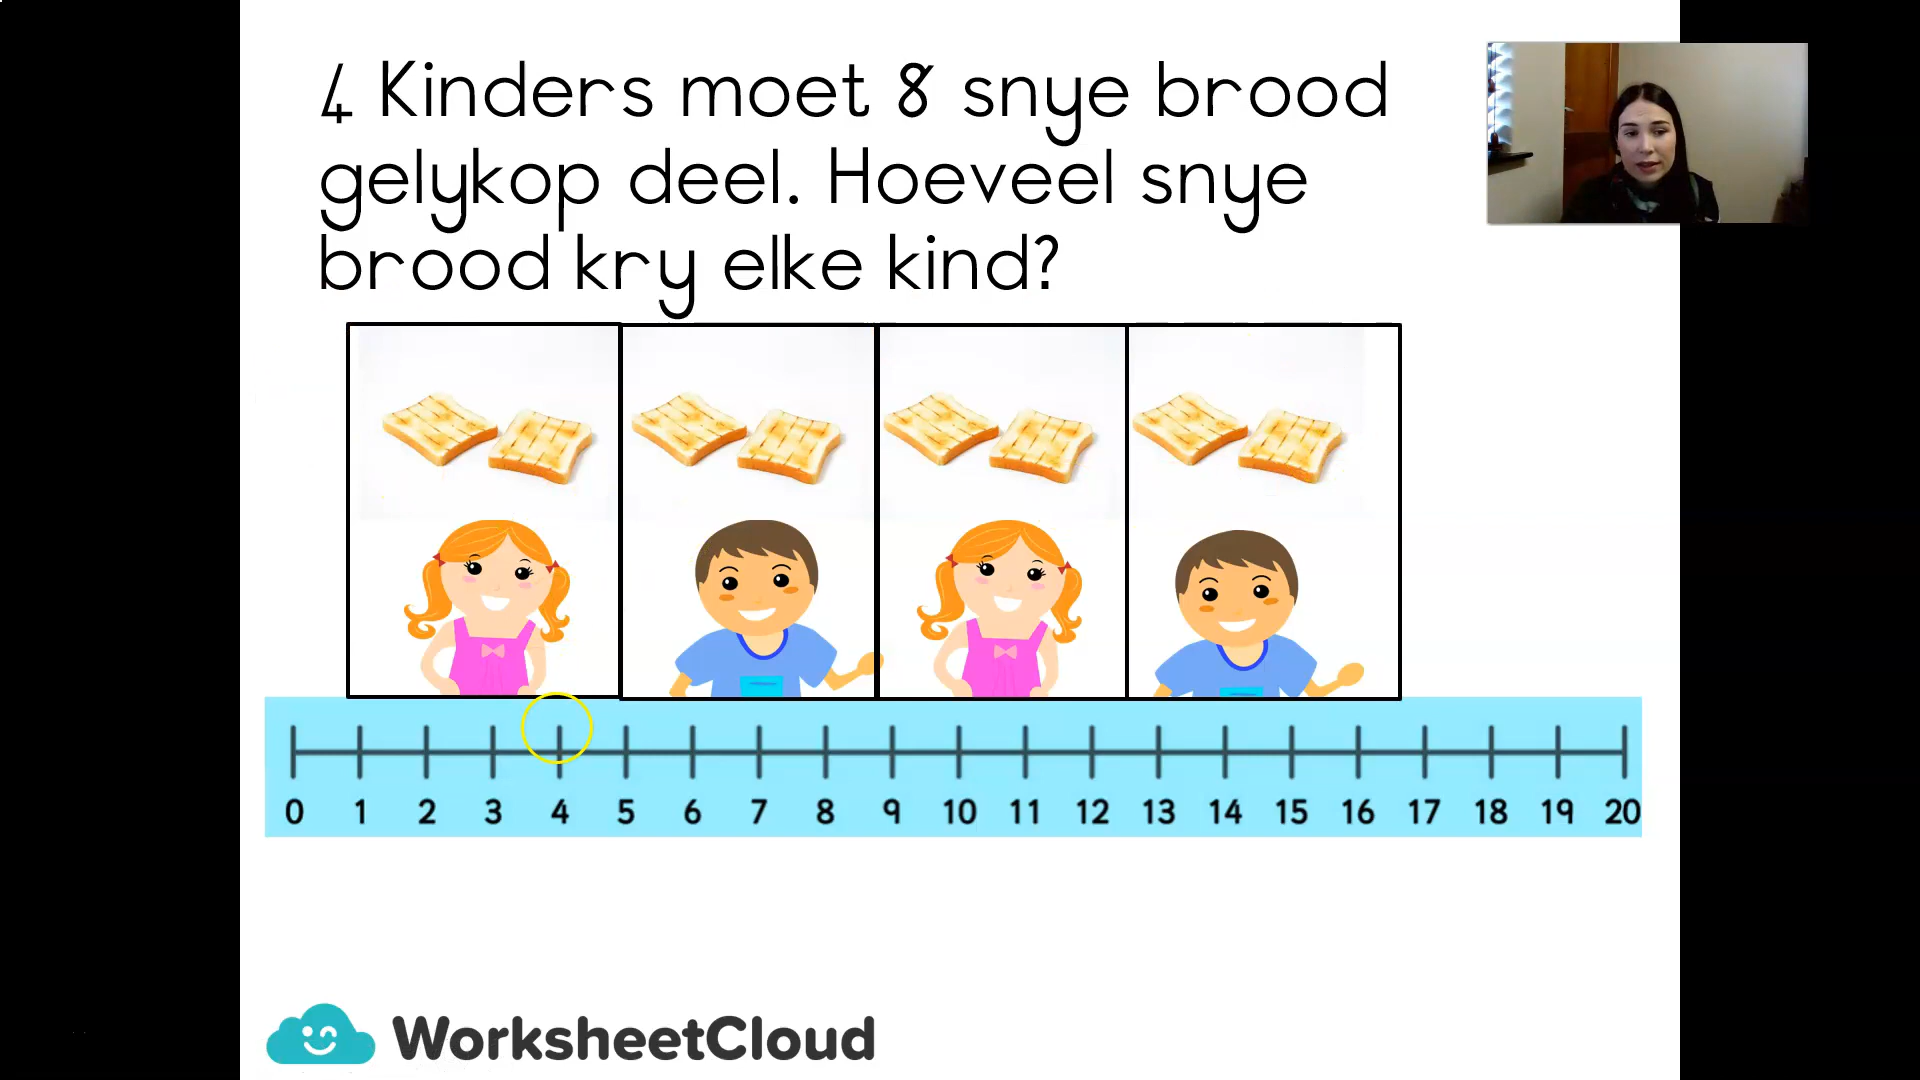 4 Kinders moet 8 snye brood
gelykop deel. Hoeveel snye
brood kry elke kind?
0 1 2 3 4 5 6 7 8 9 10 11 12 13 14 15 16 17 18 19 20
WorksheetCloud